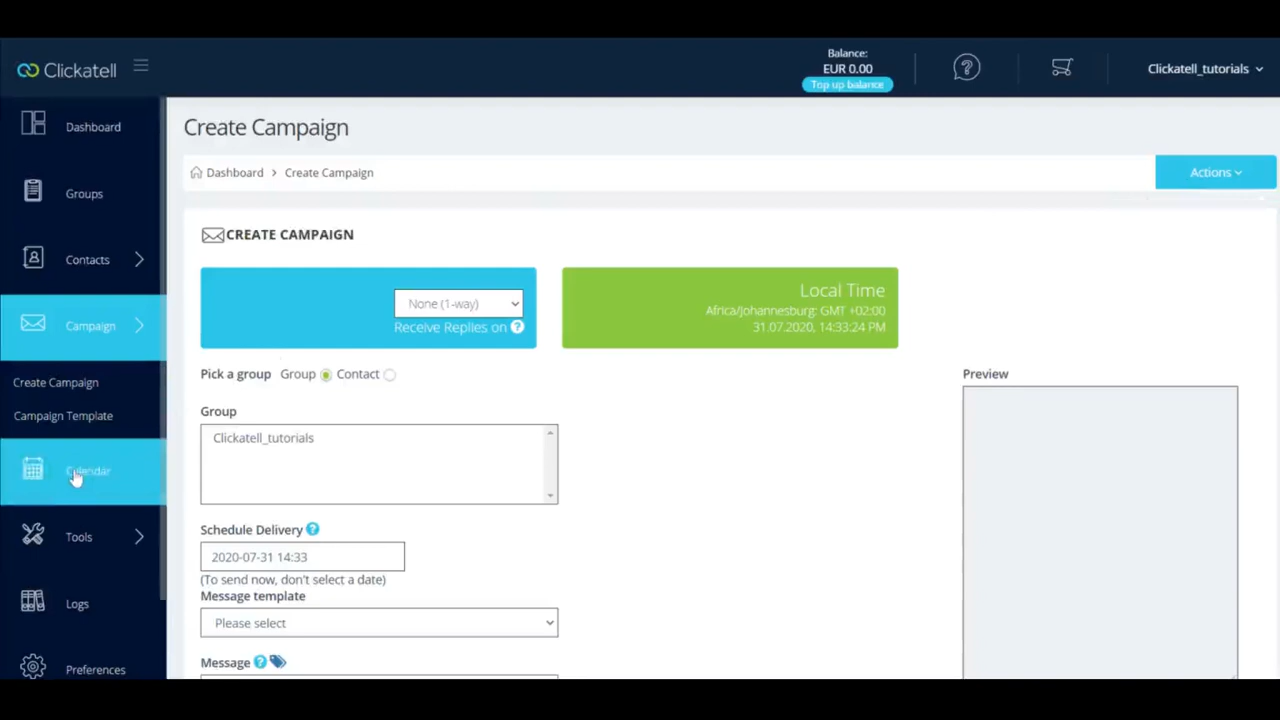 Clickatell
Balance:
EUR 0.00
Top up balance
Clickatell_tutorials
Dashboard
Groups
Contacts
Campaign
Create Campaign
Campaign Template
Calendar
Tools
Logs
Preferences
Create Campaign
Dashboard > Create Campaign
Actions
CREATE CAMPAIGN
None (1-way)
Receive Replies on ?
Local Time
Africa/Johannesburg: GMT +02:00
31.07.2020, 14:33:24 PM
Pick a group Group Contact
Group
Clickatell_tutorials
Schedule Delivery ?
2020-07-31 14:33
(To send now, don't select a date)
Message template
Please select
Message ?
Preview